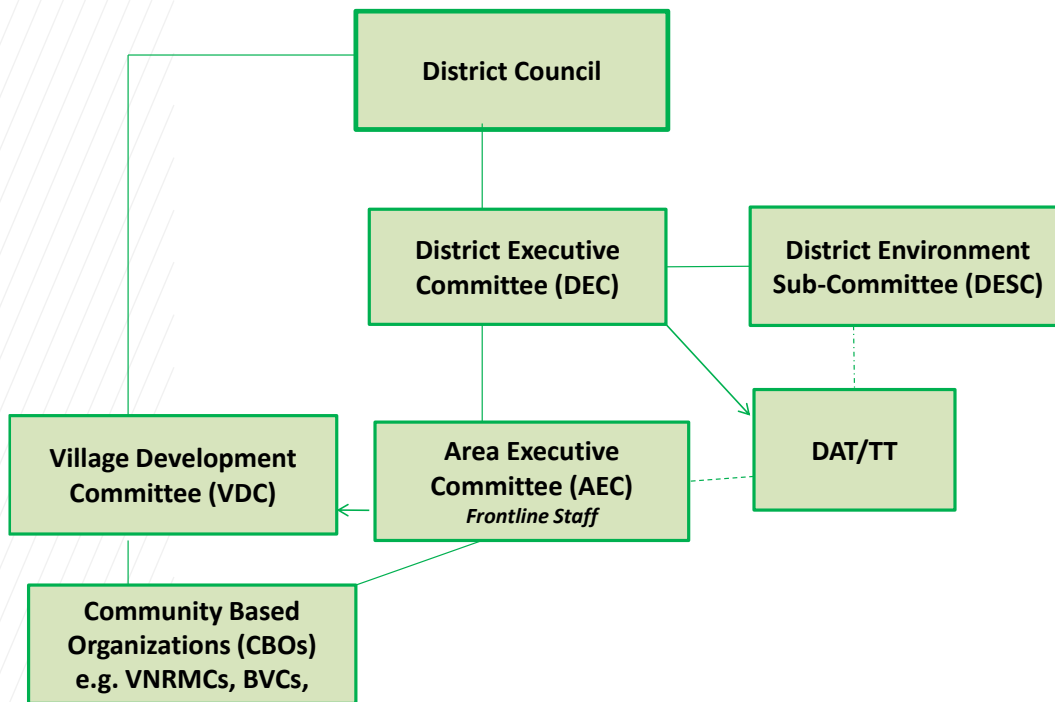 District Council
District Executive
Committee (DEC)
District Environment
Sub-Committee (DESC)
Village Development
Committee (VDC)
Area Executive
Committee (AEC)
Frontline Staff
DAT/TT
Community Based
Organizations (CBOs)
e.g. VNRMCs, BVCs,